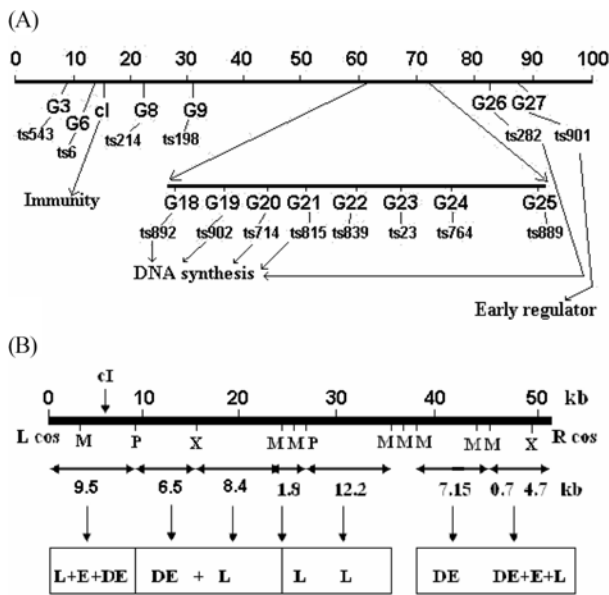 (A)
0 10 20 30 40 50 60 70 80 90 100
G3 G6 cI G8 G9 G26 G27
ts543 ts6 ts214 ts198 ts282 ts901
Immunity
G18 G19 G20 G21 G22 G23 G24 G25
ts892 ts902 ts714 ts815 ts839 ts23 ts764 ts889
DNA synthesis
Early regulator
(B)
cI
0 10 20 30 40 50 kb
L cos M P X M M P M M M M M X R cos
9.5 6.5 8.4 1.8 12.2 7.15 0.7 4.7 kb
L+E+DE DE + L L L DE DE+E+L